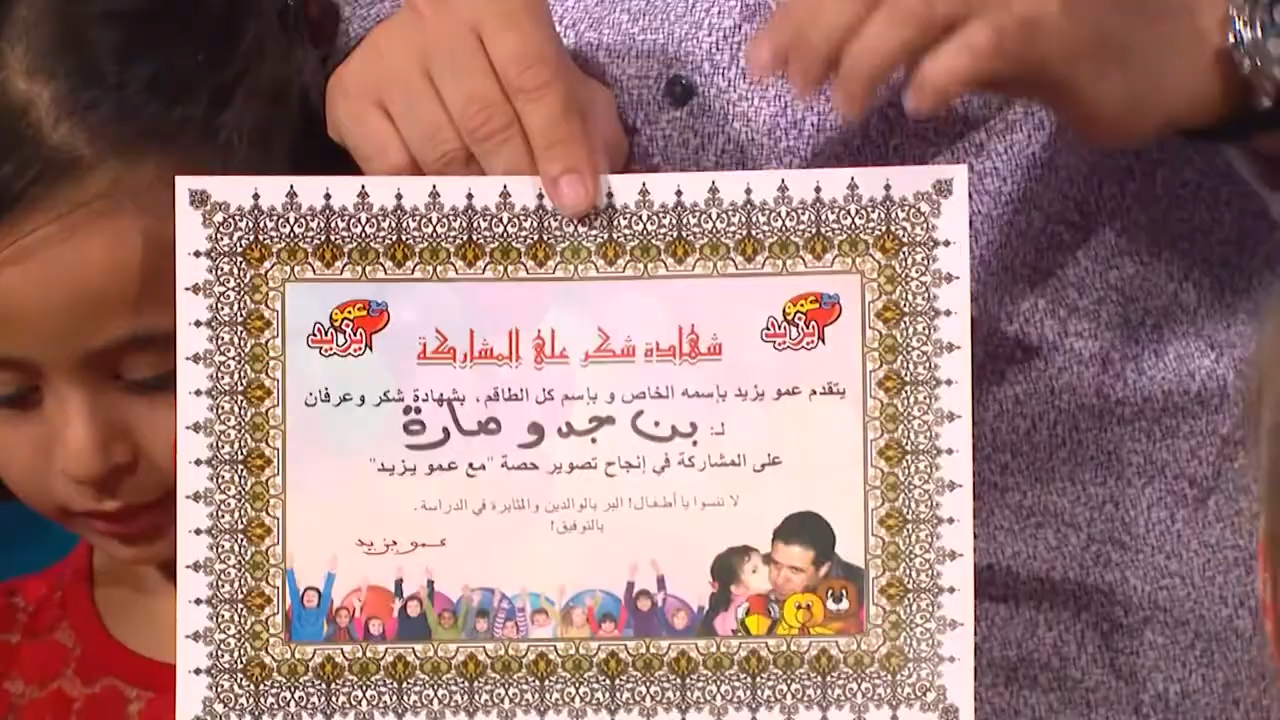 مع عمو يزيد
مع عمو يزيد
شهادة شكر على المشاركة
يتقدم عمو يزيد بإسمه الخاص و بإسم كل الطاقم، بشهادة شكر وعرفان
لـ: بن جدو سارة
على المشاركة في إنجاح تصوير حصة "مع عمو يزيد"
لا تنسوا يا أطفال! البر بالوالدين والمثابرة في الدراسة.
بالتوفيق!
عمو يزيد